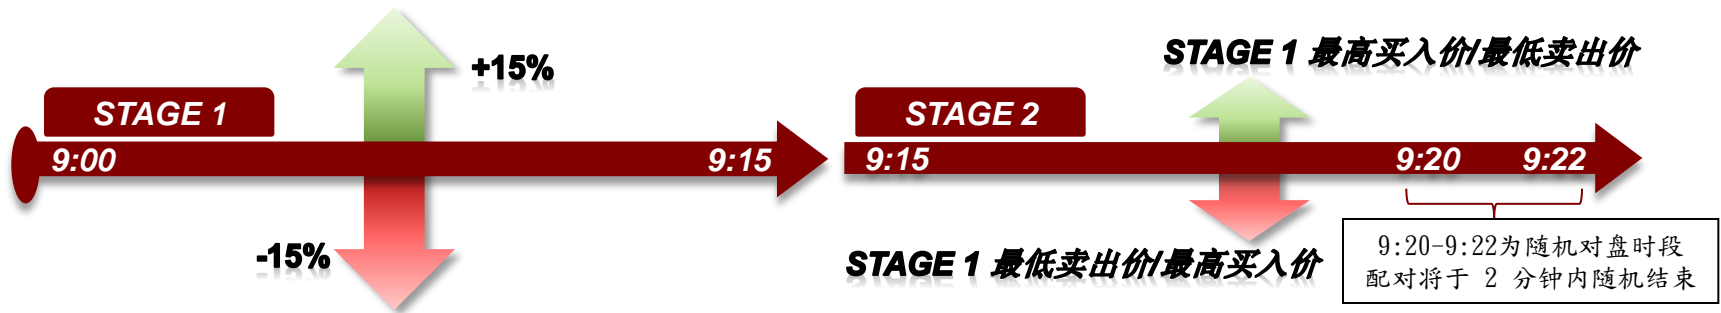 STAGE 1
+15%
9:00
9:15
-15%
STAGE 1 最高买入价/最低卖出价
STAGE 2
9:15
9:20
9:22
STAGE 1 最低卖出价/最高买入价
9:20-9:22为随机对盘时段
配对将于 2 分钟内随机结束